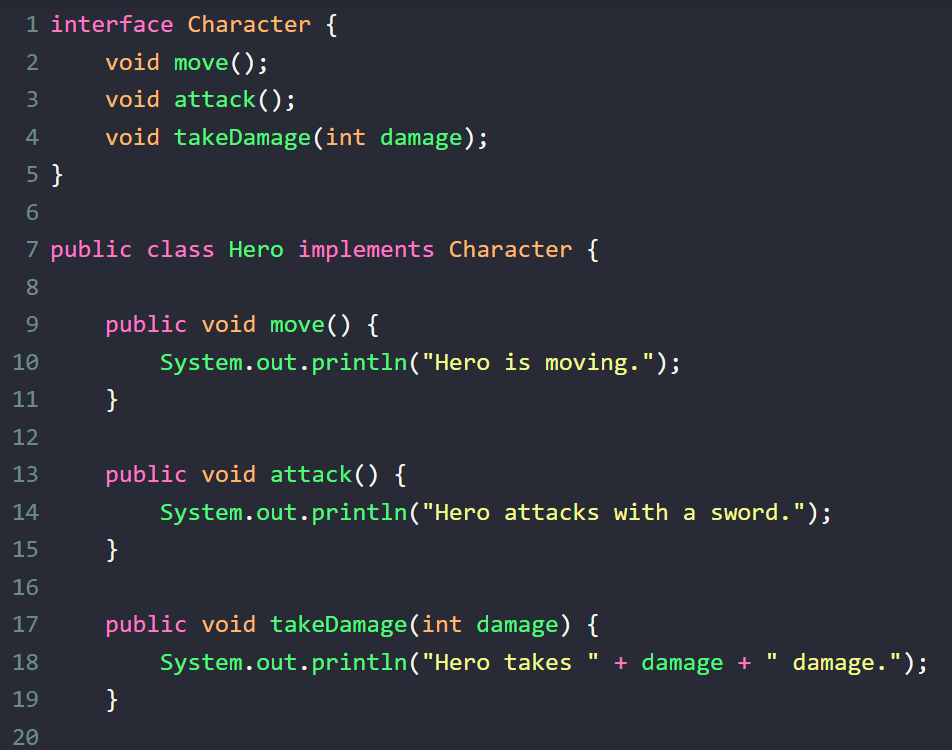 1 interface Character {
2     void move();
3     void attack();
4     void takeDamage(int damage);
5 }
6
7 public class Hero implements Character {
8
9     public void move() {
10         System.out.println("Hero is moving.");
11     }
12
13     public void attack() {
14         System.out.println("Hero attacks with a sword.");
15     }
16
17     public void takeDamage(int damage) {
18         System.out.println("Hero takes " + damage + " damage.");
19     }
20